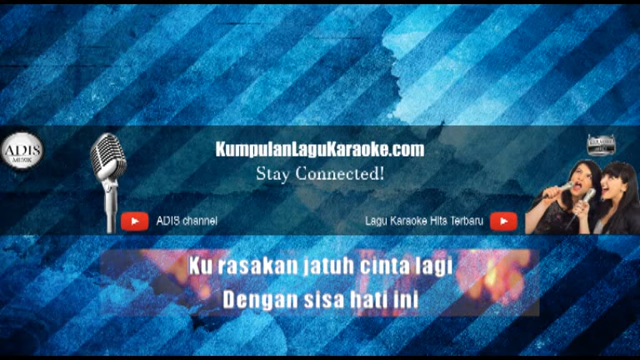 KumpulanLaguKaraoke.com
Stay Connected!
ADIS
MUSIK
ADIS channel
Lagu Karaoke Hits Terbaru
Ku rasakan jatuh cinta lagi
Dengan sisa hati ini